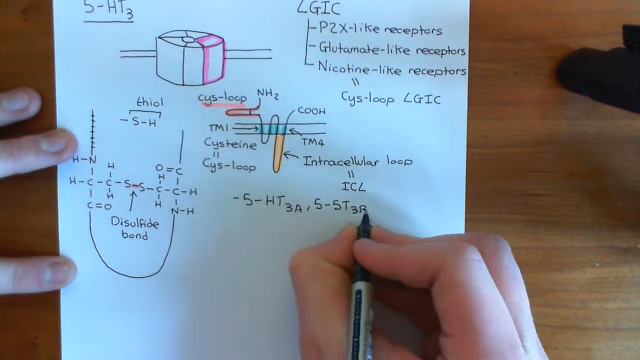 5-HT3
LGIC
P2X-like receptors
Glutamate-like receptors
Nicotine-like receptors
=
Cys-loop LGIC
thiol
-S-H
cys-loop
NH2
COOH
TM1
TM4
Cysteine
=
Cys-loop
Intracellular loop
=
ICL
H-N
H H
H-C-C-S-S-C-C-H
C=O
O=C
H
H
N-H
Disulfide
bond
-5-HT3A, 5-5T3B